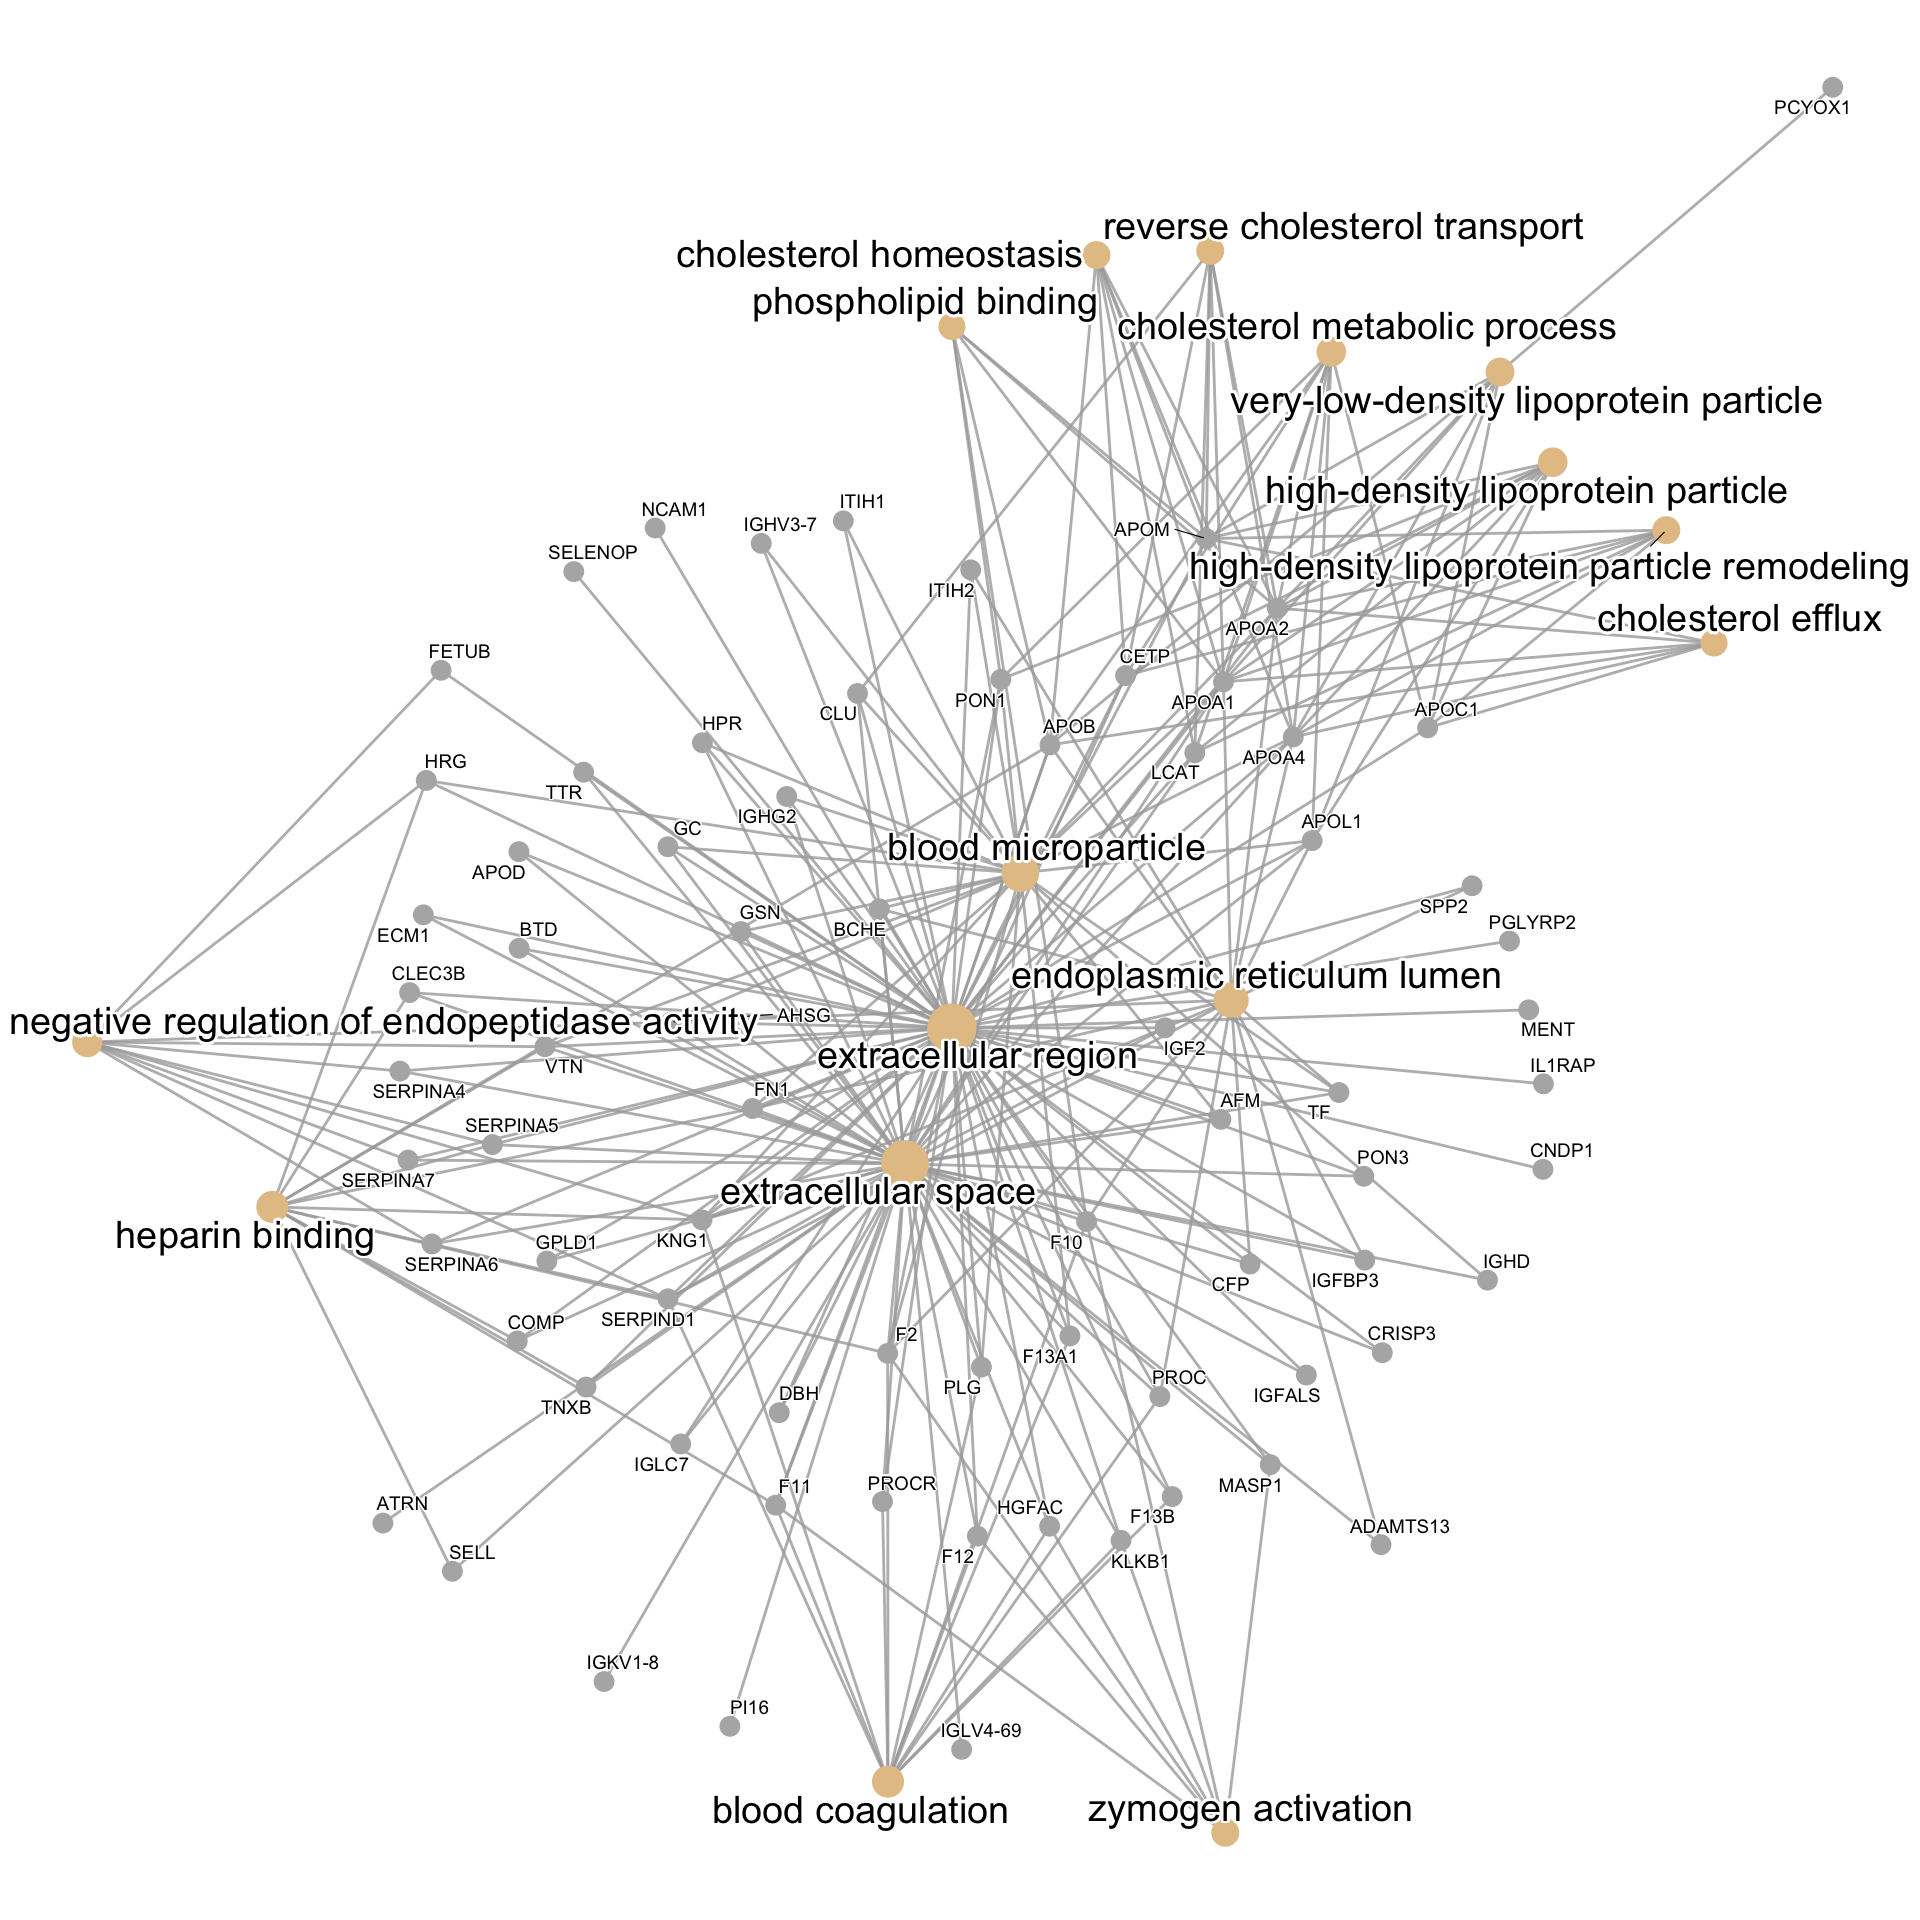 PCYOX1
reverse cholesterol transport
cholesterol homeostasis
phospholipid binding
cholesterol metabolic process
very-low-density lipoprotein particle
high-density lipoprotein particle
NCAM1
IGHV3-7
ITIH1
APOM
SELENOP
high-density lipoprotein particle remodeling
ITIH2
cholesterol efflux
APOA2
FETUB
CETP
PON1
APOA1
CLU
HPR
APOB
APOC1
HRG
LCAT
APOA4
TTR
IGHG2
GC
APOL1
blood microparticle
APOD
GSN
SPP2
ECM1
BTD
BCHE
PGLYRP2
CLEC3B
endoplasmic reticulum lumen
negative regulation of endopeptidase activity
AHSG
MENT
extracellular region
IGF2
VTN
IL1RAP
SERPINA4
FN1
AFM
TF
SERPINA5
CNDP1
PON3
SERPINA7
extracellular space
heparin binding
GPLD1
KNG1
F10
SERPINA6
CFP
IGFBP3
IGHD
COMP
SERPIND1
F2
F13A1
CRISP3
PLG
PROC
DBH
IGFALS
TNXB
IGLC7
F11
PROCR
MASP1
ATRN
HGFAC
F13B
ADAMTS13
SELL
F12
KLKB1
IGKV1-8
PI16
IGLV4-69
blood coagulation
zymogen activation